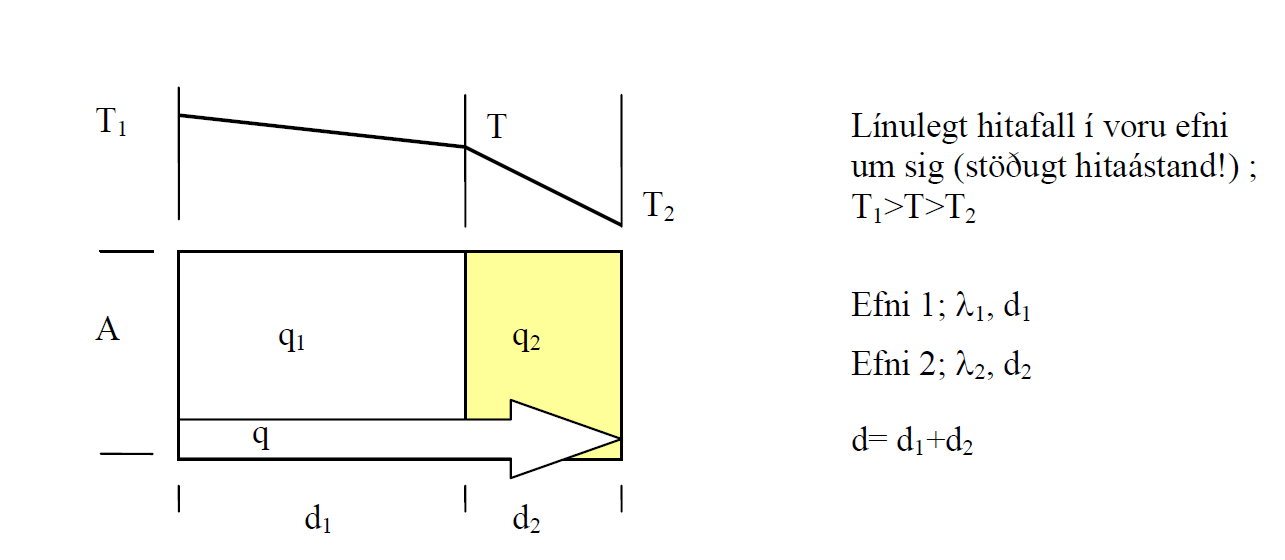 T₁
T
T₂
A
q₁
q₂
q
d₁
d₂
Línulegt hitafall í voru efni
um sig (stöðugt hitaástand!) ;
T₁>T>T₂
Efni 1; λ₁, d₁
Efni 2; λ₂, d₂
d= d₁+d₂